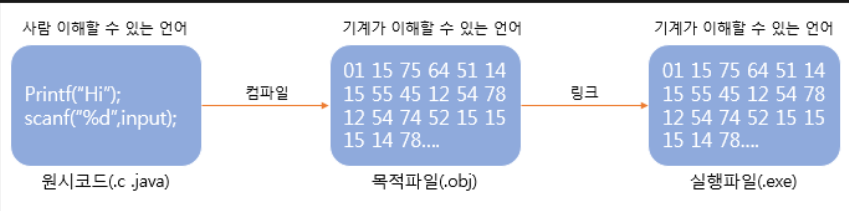 사람 이해할 수 있는 언어
Printf("Hi");
scanf("%d",input);
원시코드(.c .java)
컴파일
기계가 이해할 수 있는 언어
01 15 75 64 51 14
15 55 45 12 54 78
12 54 74 52 15 15
15 14 78....
목적파일(.obj)
링크
기계가 이해할 수 있는 언어
01 15 75 64 51 14
15 55 45 12 54 78
12 54 74 52 15 15
15 14 78....
실행파일(.exe)